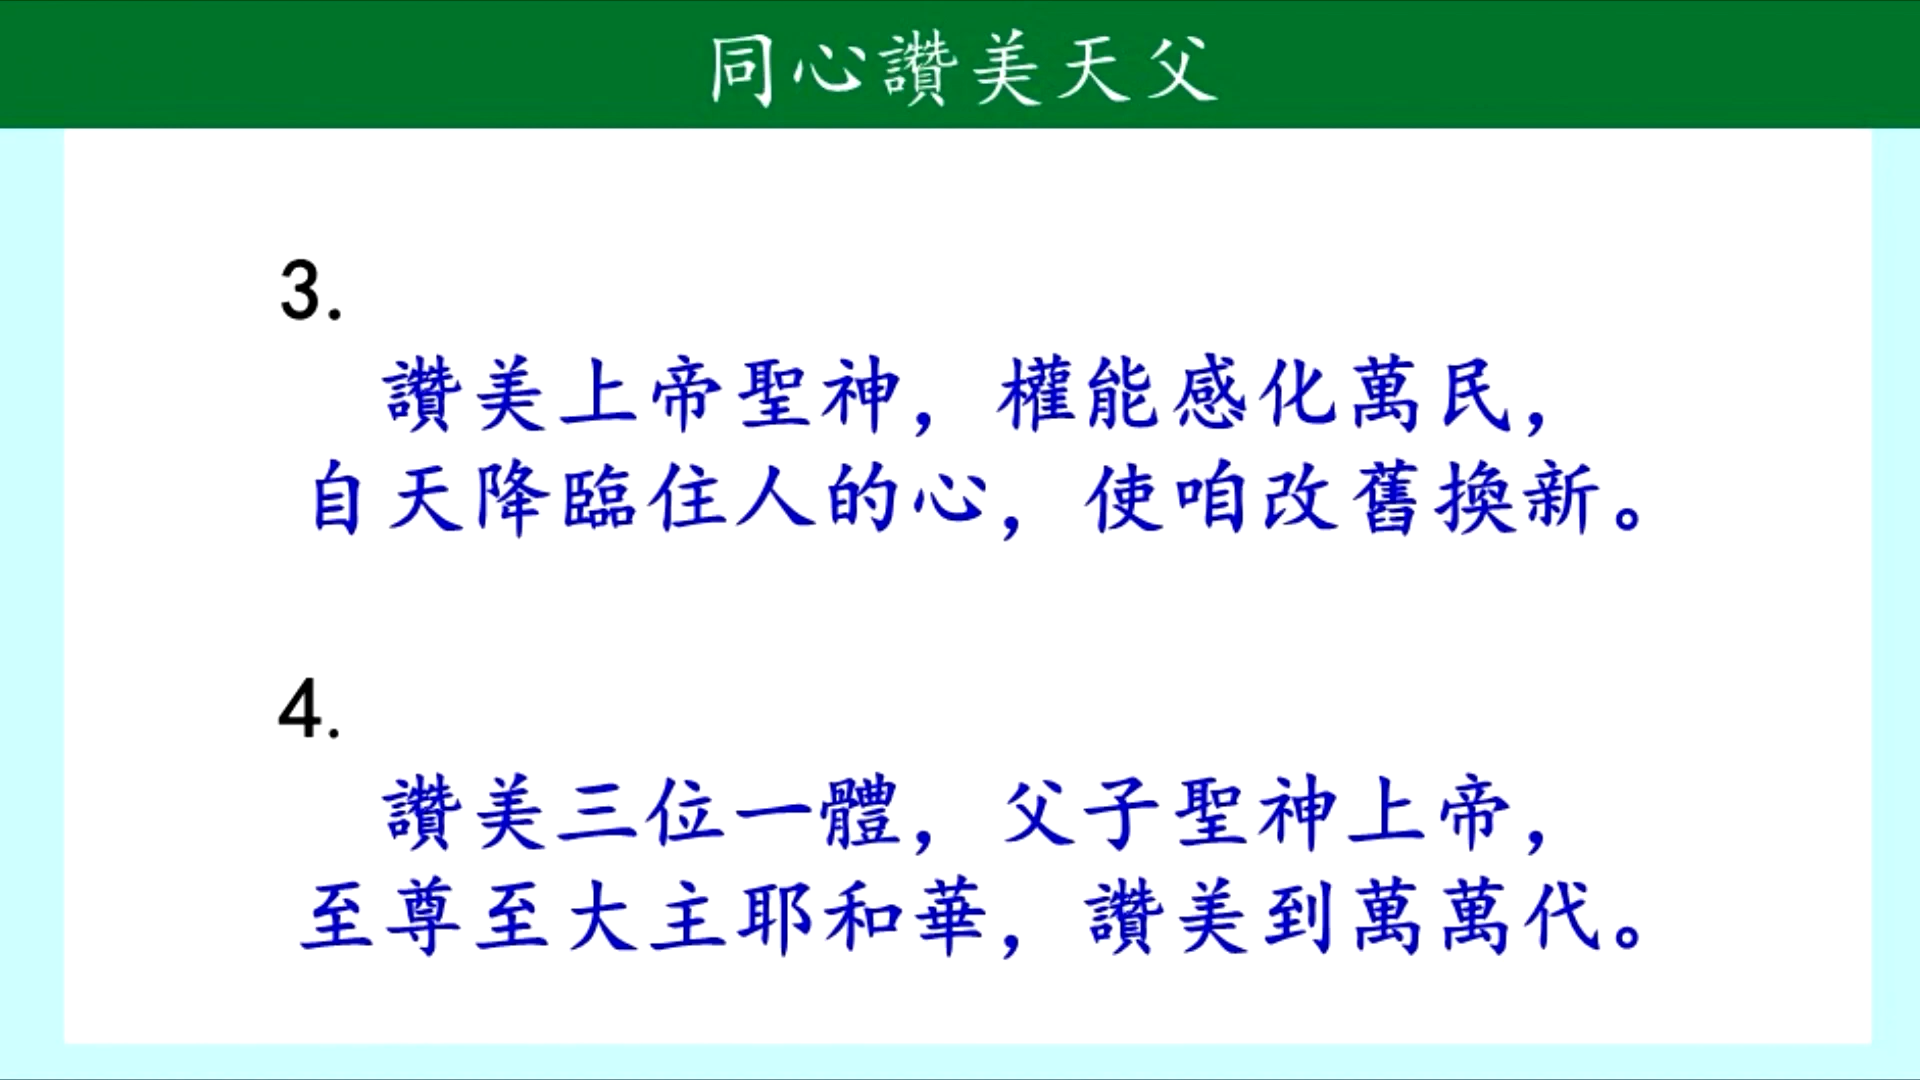 同心讚美天父
3.
讚美上帝聖神，權能感化萬民，
自天降臨住人的心，使咱改舊換新。
4.
讚美三位一體，父子聖神上帝，
至尊至大主耶和華，讚美到萬萬代。